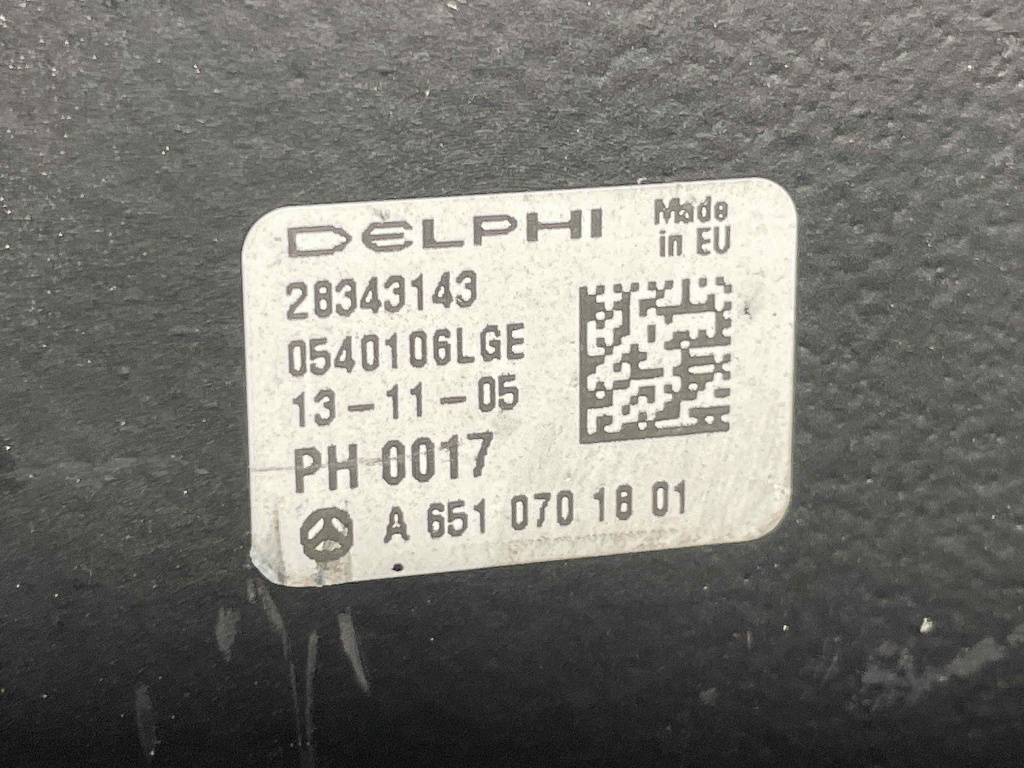 DELPHI
Made
in EU
28343143
0540106LGE
13-11-05
PH 0017
A 651 070 18 01